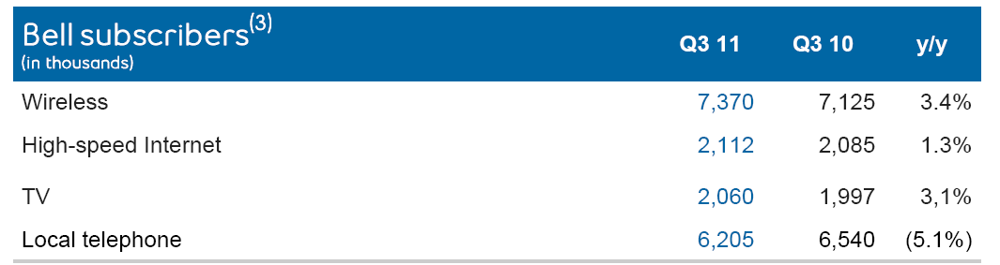 Bell subscribers(3) Q3 11 Q3 10 y/y
(in thousands)
Wireless 7,370 7,125 3.4%
High-speed Internet 2,112 2,085 1.3%
TV 2,060 1,997 3,1%
Local telephone 6,205 6,540 (5.1%)